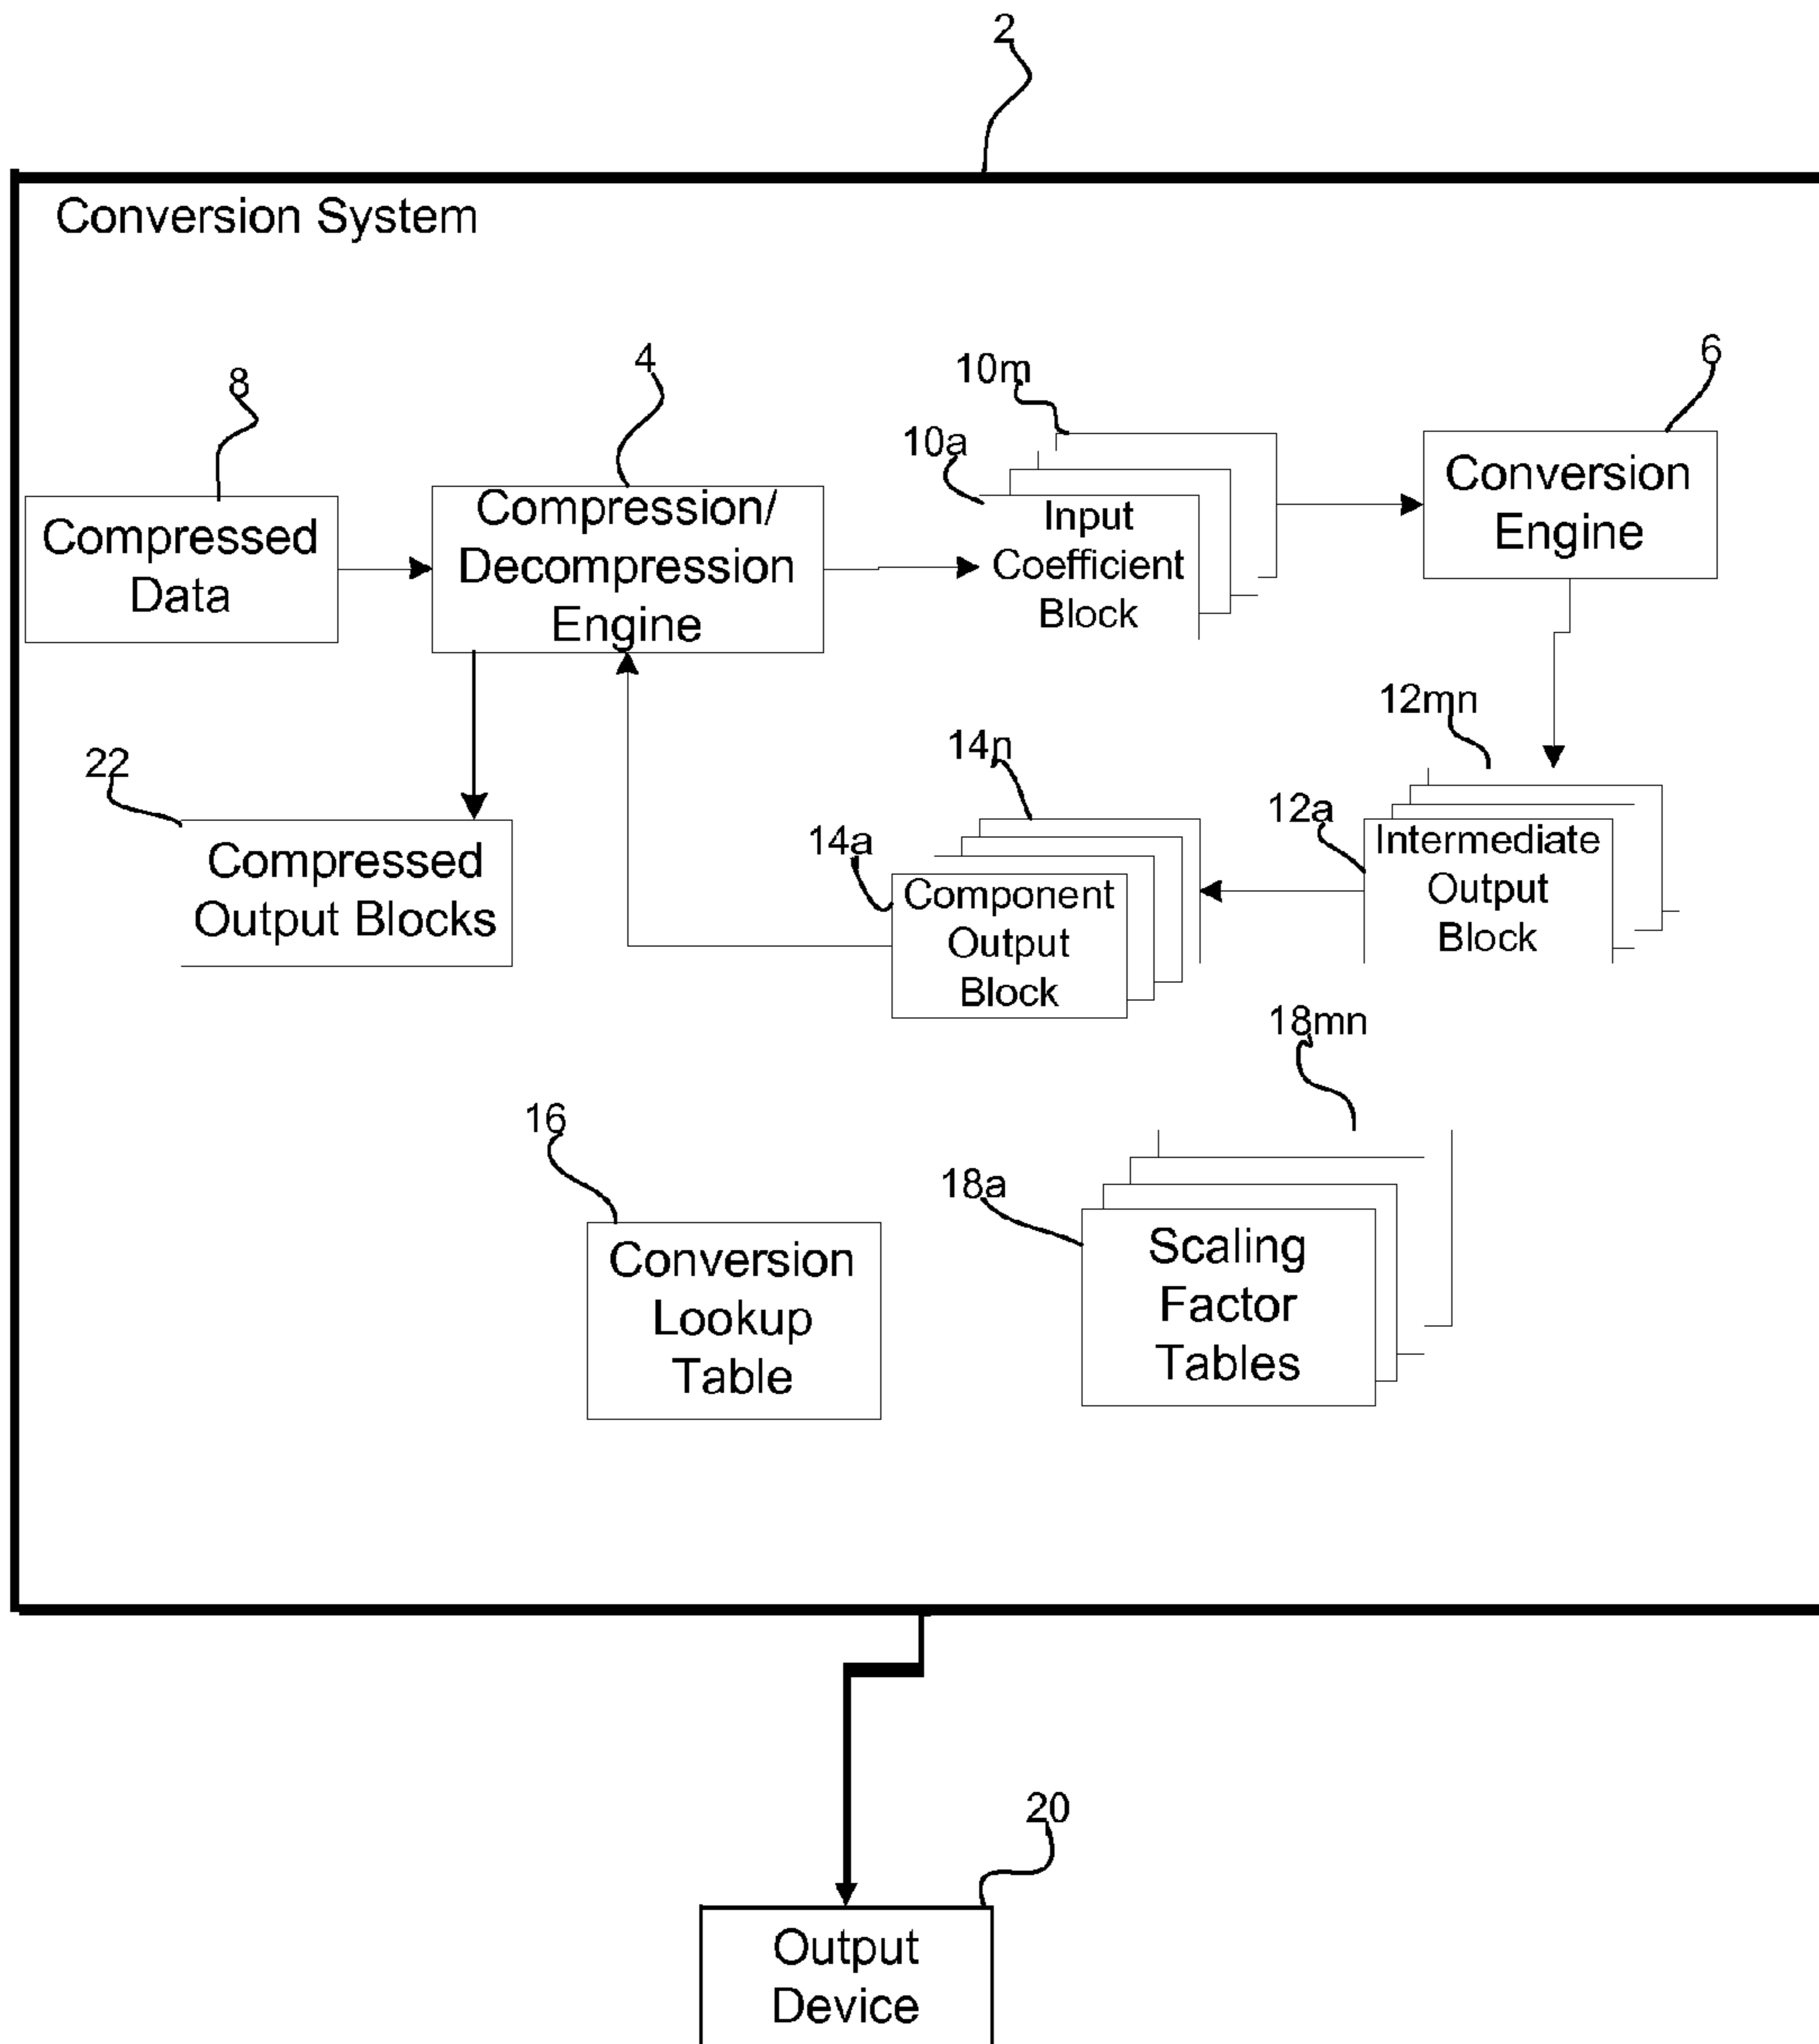 2
Conversion System
8
4
10m
10a
6
Compressed
Data
Compression/
Decompression
Engine
Input
Coefficient
Block
Conversion
Engine
22
Compressed
Output Blocks
14n
14a
Component
Output
Block
12mn
12a
Intermediate
Output
Block
16
Conversion
Lookup
Table
18mn
18a
Scaling
Factor
Tables
20
Output
Device